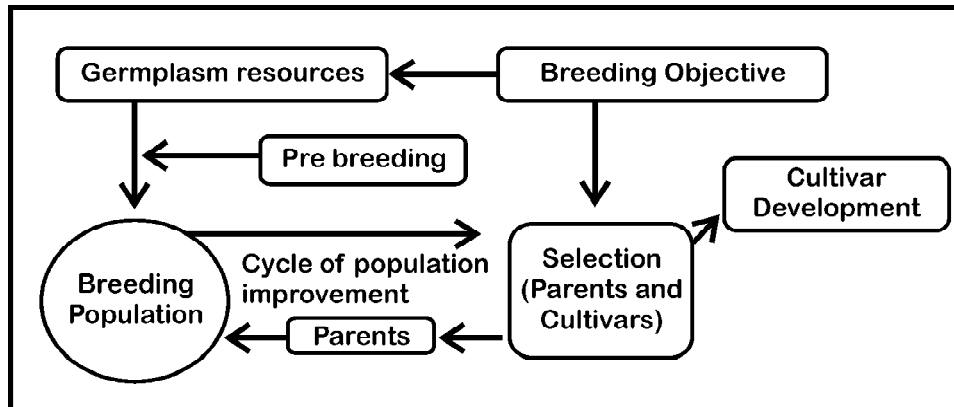 Germplasm resources
Breeding Objective
Pre breeding
Cultivar
Development
Breeding
Population
Cycle of population
improvement
Selection
(Parents and
Cultivars)
Parents